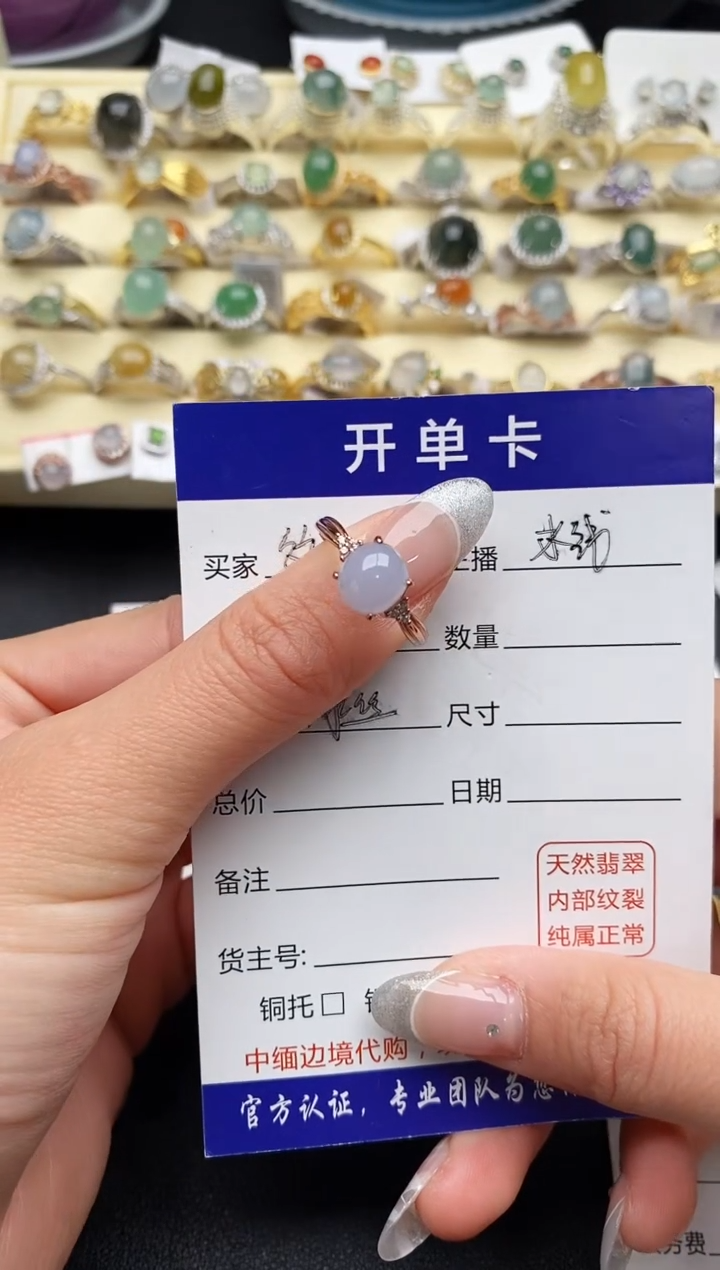 开单卡
买家
播
数量
尺寸
总价
日期
备注
天然翡翠
内部纹裂
纯属正常
货主号:
铜托
中缅边境代购
官方认证，专业团队为您
务费